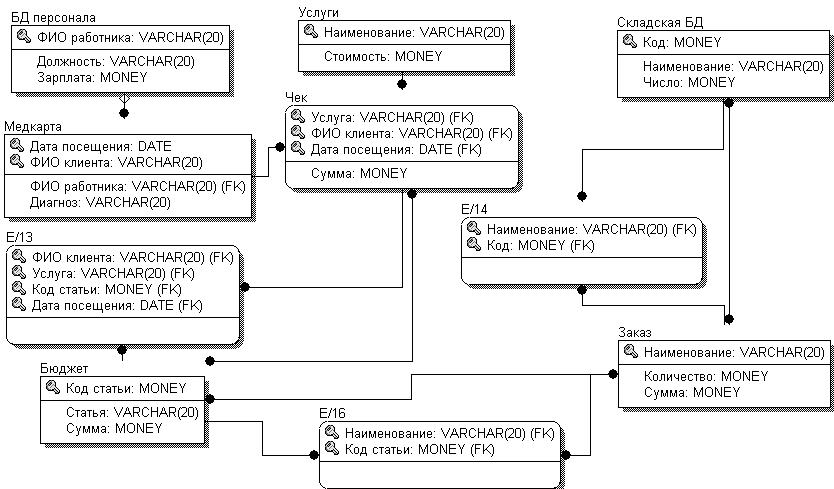 БД персонала
ФИО работника: VARCHAR(20)
Должность: VARCHAR(20)
Зарплата: MONEY
Услуги
Наименование: VARCHAR(20)
Стоимость: MONEY
Складская БД
Код: MONEY
Наименование: VARCHAR(20)
Число: MONEY
Чек
Услуга: VARCHAR(20) (FK)
ФИО клиента: VARCHAR(20) (FK)
Дата посещения: DATE (FK)
Сумма: MONEY
Медкарта
Дата посещения: DATE
ФИО клиента: VARCHAR(20)
ФИО работника: VARCHAR(20) (FK)
Диагноз: VARCHAR(20)
E/14
Наименование: VARCHAR(20) (FK)
Код: MONEY (FK)
E/13
ФИО клиента: VARCHAR(20) (FK)
Услуга: VARCHAR(20) (FK)
Код статьи: MONEY (FK)
Дата посещения: DATE (FK)
Заказ
Наименование: VARCHAR(20)
Количество: MONEY
Сумма: MONEY
Бюджет
Код статьи: MONEY
Статья: VARCHAR(20)
Сумма: MONEY
E/16
Наименование: VARCHAR(20) (FK)
Код статьи: MONEY (FK)